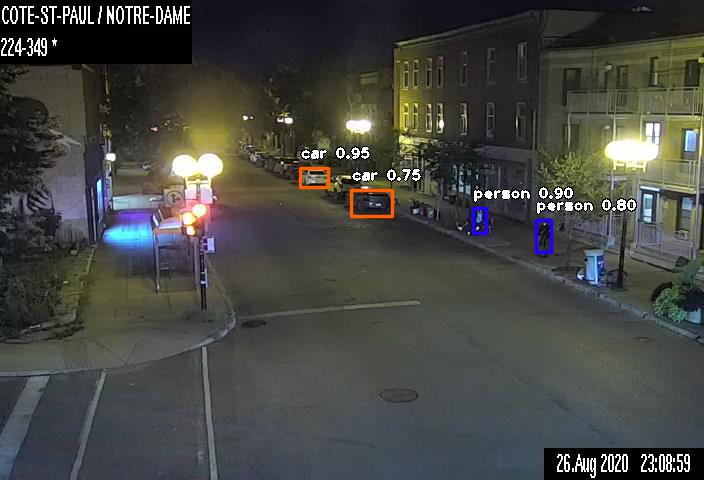 COTE-ST-PAUL / NOTRE-DAME
224-349 *
car 0.95
car 0.75
person 0.90
person 0.80
26.Aug 2020 23:08:59